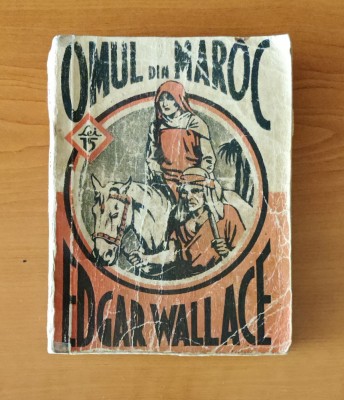 OMUL DIN MAROC
Lei
15
EDGAR WALLACE